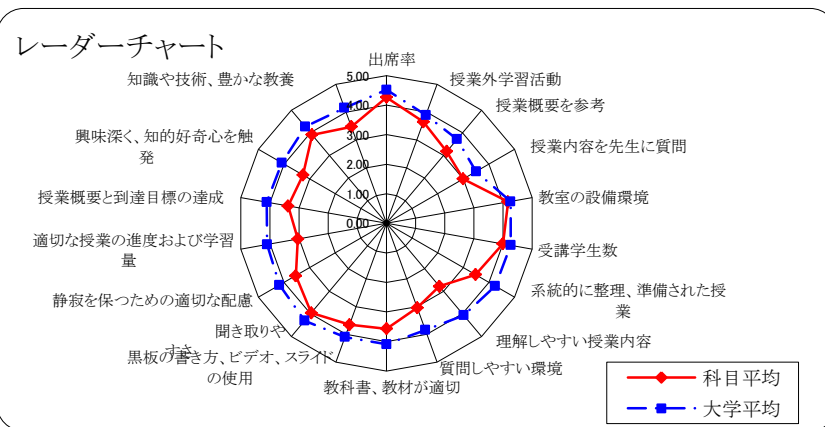 レーダーチャート
出席率
授業外学習活動
授業概要を参考
授業内容を先生に質問
教室の設備環境
受講学生数
系統的に整理、準備された授
業
理解しやすい授業内容
質問しやすい環境
教科書、教材が適切
黒板の書き方、ビデオ、スライド
の使用
聞き取りや
すさ
静寂を保つための適切な配慮
適切な授業の進度および学習
量
授業概要と到達目標の達成
興味深く、知的好奇心を触
発
知識や技術、豊かな教養
5.00
4.00
3.00
2.00
1.00
0.00
科目平均
大学平均